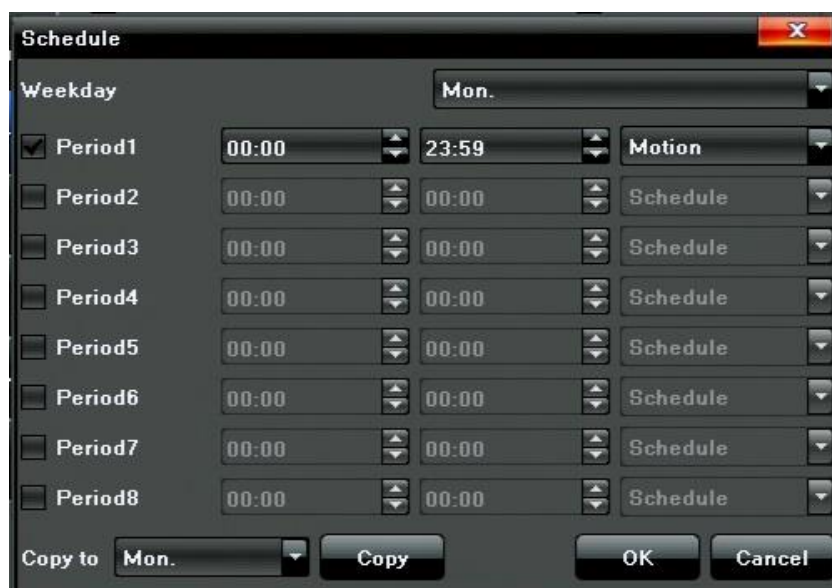 Schedule X
Weekday Mon.
Period1 00:00 23:59 Motion
Period2 00:00 00:00 Schedule
Period3 00:00 00:00 Schedule
Period4 00:00 00:00 Schedule
Period5 00:00 00:00 Schedule
Period6 00:00 00:00 Schedule
Period7 00:00 00:00 Schedule
Period8 00:00 00:00 Schedule
Copy to Mon. Copy OK Cancel